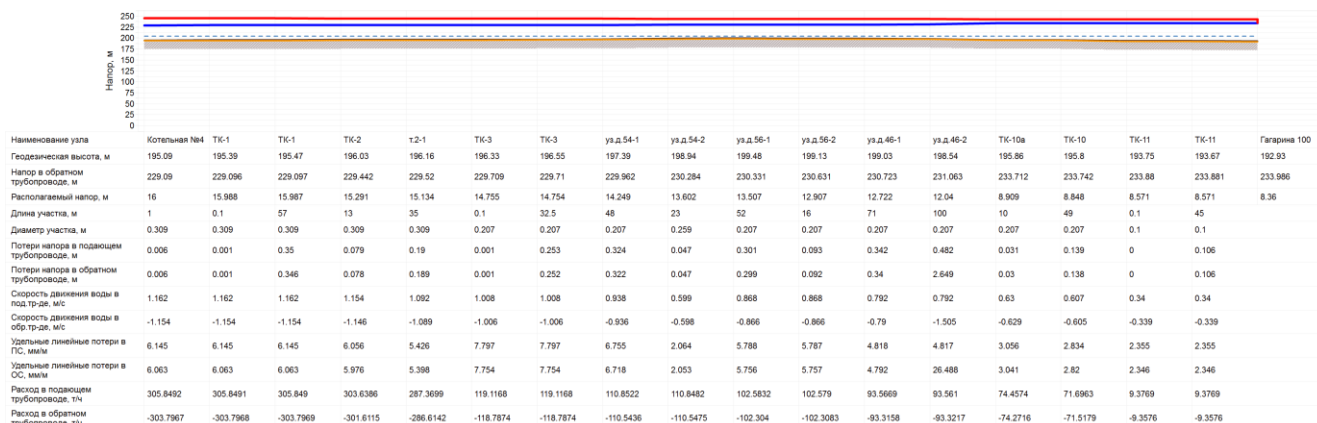 250
225
200
175
150
125
100
75
50
25
0
Напор, м
Наименование узла Котельная №4 ТК-1 ТК-1 ТК-2 т.2-1 ТК-3 ТК-3 уз.д.54-1 уз.д.54-2 уз.д.56-1 уз.д.56-2 уз.д.46-1 уз.д.46-2 ТК-10а ТК-10 ТК-11 ТК-11 Гагарина 100
Геодезическая высота, м 195.09 195.39 195.47 196.03 196.16 196.33 196.55 197.39 198.94 199.48 199.13 199.03 198.54 195.86 195.8 193.75 193.67 192.93
Напор в обратном
трубопроводе, м 229.09 229.096 229.097 229.442 229.52 229.709 229.71 229.962 230.284 230.331 230.631 230.723 231.063 233.712 233.742 233.88 233.881 233.986
Располагаемый напор, м 16 15.988 15.987 15.291 15.134 14.755 14.754 14.249 13.602 13.507 12.907 12.722 12.04 8.909 8.848 8.571 8.571 8.36
Длина участка, м 1 0.1 57 13 35 0.1 32.5 48 23 52 16 71 100 10 49 0.1 45
Диаметр участка, м 0.309 0.309 0.309 0.309 0.309 0.207 0.207 0.207 0.259 0.207 0.207 0.207 0.207 0.207 0.207 0.1 0.1
Потери напора в подающем
трубопроводе, м 0.006 0.001 0.35 0.079 0.19 0.001 0.253 0.324 0.047 0.301 0.093 0.342 0.482 0.031 0.139 0 0.106
Потери напора в обратном
трубопроводе, м 0.006 0.001 0.346 0.078 0.189 0.001 0.252 0.322 0.047 0.299 0.092 0.34 2.649 0.03 0.138 0 0.106
Скорость движения воды в
под.тр-де, м/с 1.162 1.162 1.162 1.154 1.092 1.008 1.008 0.938 0.599 0.868 0.868 0.792 0.792 0.63 0.607 0.34 0.34
Скорость движения воды в
обр.тр-де, м/с -1.154 -1.154 -1.154 -1.146 -1.089 -1.006 -1.006 -0.936 -0.598 -0.866 -0.866 -0.79 -1.505 -0.629 -0.605 -0.339 -0.339
Удельные линейные потери в
ПС, мм/м 6.145 6.145 6.145 6.056 5.426 7.797 7.797 6.755 2.064 5.788 5.787 4.818 4.817 3.056 2.834 2.355 2.355
Удельные линейные потери в
ОС, мм/м 6.063 6.063 6.063 5.976 5.398 7.754 7.754 6.718 2.053 5.756 5.757 4.792 26.488 3.041 2.82 2.346 2.346
Расход в подающем
трубопроводе, т/ч 305.8492 305.8491 305.849 303.6386 287.3699 119.1168 119.1168 110.8522 110.8482 102.5832 102.579 93.5669 93.561 74.4574 71.6963 9.3769 9.3769
Расход в обратном
трубопроводе, т/ч -303.7967 -303.7968 -303.7969 -301.6115 -286.6142 -118.7874 -118.7874 -110.5436 -110.5475 -102.304 -102.3083 -93.3158 -93.3217 -74.2716 -71.5179 -9.3576 -9.3576